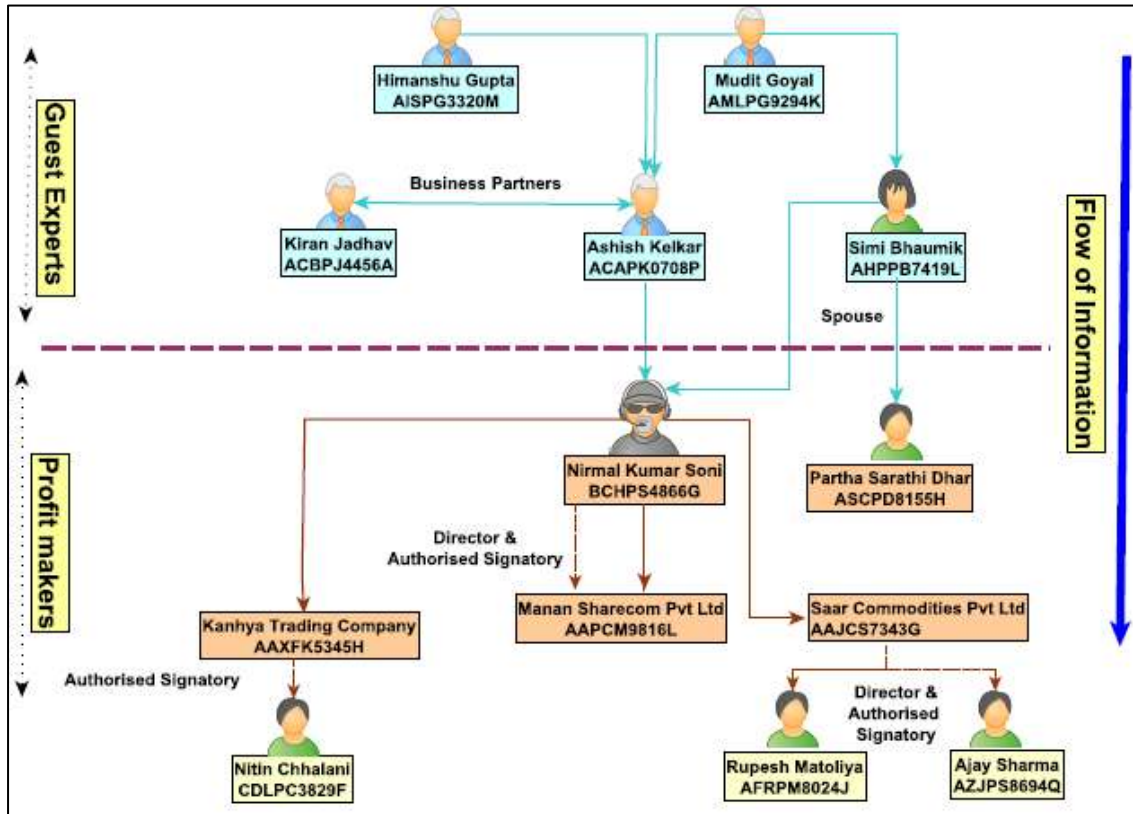 Himanshu Gupta
AISPG3320M
Mudit Goyal
AMLPG9294K
Guest Experts
Business Partners
Kiran Jadhav
ACBPJ4456A
Ashish Kelkar
ACAPK0708P
Simi Bhaumik
AHPPB7419L
Flow of Information
Spouse
Profit makers
Nirmal Kumar Soni
BCHPS4866G
Partha Sarathi Dhar
ASCPD8155H
Director &
Authorised Signatory
Kanhya Trading Company
AAXFK5345H
Manan Sharecom Pvt Ltd
AAPCM9816L
Saar Commodities Pvt Ltd
AAJCS7343G
Authorised Signatory
Director &
Authorised
Signatory
Nitin Chhalani
CDLPC3829F
Rupesh Matoliya
AFRPM8024J
Ajay Sharma
AZJPS8694Q